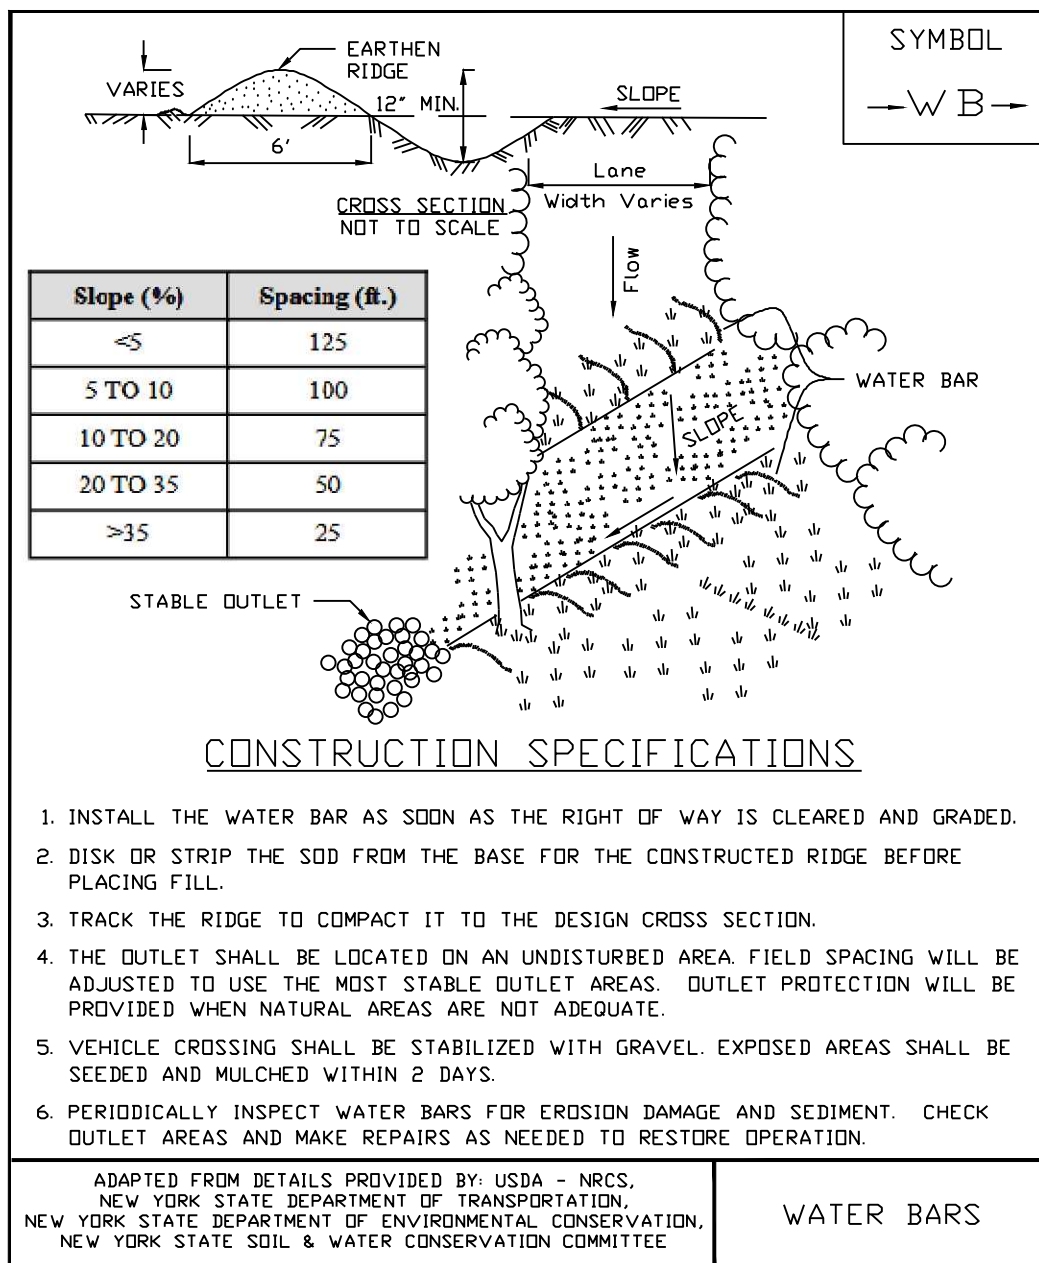 EARTHEN
RIDGE
VARIES
12" MIN.
SLOPE
6'
SYMBOL
WB
Lane
Width Varies
CROSS SECTION
NOT TO SCALE
Flow
Slope (%) Spacing (ft.)
<5 125
5 TO 10 100
10 TO 20 75
20 TO 35 50
>35 25
WATER BAR
SLOPE
STABLE OUTLET
CONSTRUCTION SPECIFICATIONS
1. INSTALL THE WATER BAR AS SOON AS THE RIGHT OF WAY IS CLEARED AND GRADED.
2. DISK OR STRIP THE SOD FROM THE BASE FOR THE CONSTRUCTED RIDGE BEFORE
PLACING FILL.
3. TRACK THE RIDGE TO COMPACT IT TO THE DESIGN CROSS SECTION.
4. THE OUTLET SHALL BE LOCATED ON AN UNDISTURBED AREA. FIELD SPACING WILL BE
ADJUSTED TO USE THE MOST STABLE OUTLET AREAS. OUTLET PROTECTION WILL BE
PROVIDED WHEN NATURAL AREAS ARE NOT ADEQUATE.
5. VEHICLE CROSSING SHALL BE STABILIZED WITH GRAVEL. EXPOSED AREAS SHALL BE
SEEDED AND MULCHED WITHIN 2 DAYS.
6. PERIODICALLY INSPECT WATER BARS FOR EROSION DAMAGE AND SEDIMENT. CHECK
OUTLET AREAS AND MAKE REPAIRS AS NEEDED TO RESTORE OPERATION.
ADAPTED FROM DETAILS PROVIDED BY: USDA - NRCS,
NEW YORK STATE DEPARTMENT OF TRANSPORTATION,
NEW YORK STATE DEPARTMENT OF ENVIRONMENTAL CONSERVATION,
NEW YORK STATE SOIL & WATER CONSERVATION COMMITTEE
WATER BARS